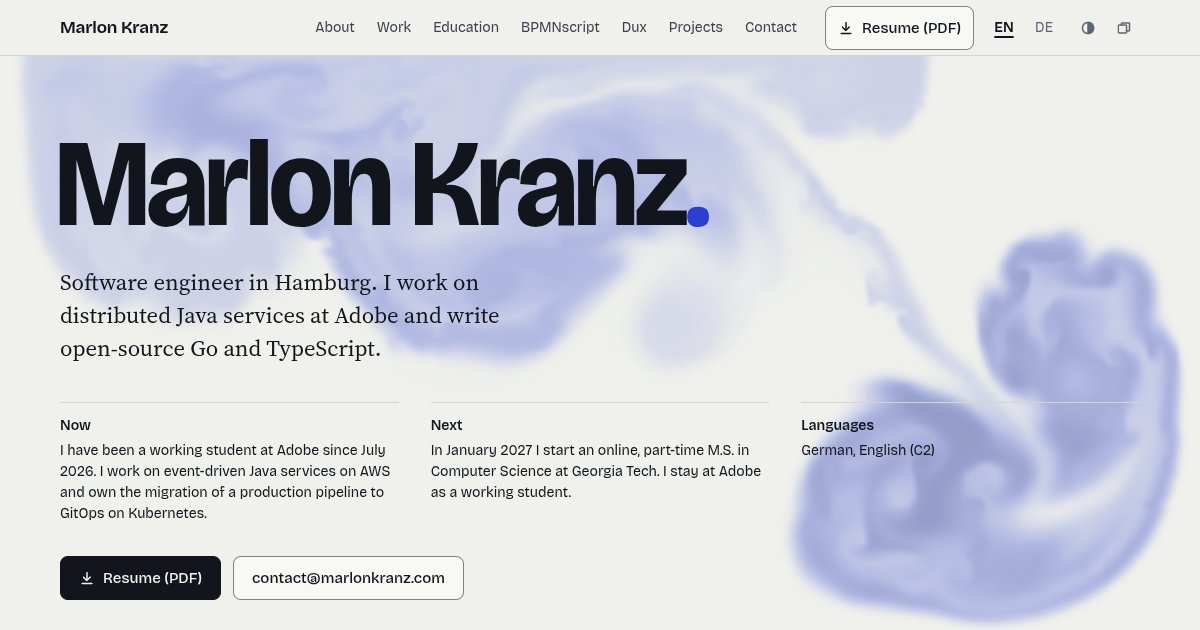 Marlon Kranz
About Work Education BPMNscript Dux Projects Contact Resume (PDF) EN DE
Marlon Kranz.
Software engineer in Hamburg. I work on
distributed Java services at Adobe and write
open-source Go and TypeScript.
Now
I have been a working student at Adobe since July
2026. I work on event-driven Java services on AWS
and own the migration of a production pipeline to
GitOps on Kubernetes.
Next
In January 2027 I start an online, part-time M.S. in
Computer Science at Georgia Tech. I stay at Adobe
as a working student.
Languages
German, English (C2)
Resume (PDF)
contact@marlonkranz.com